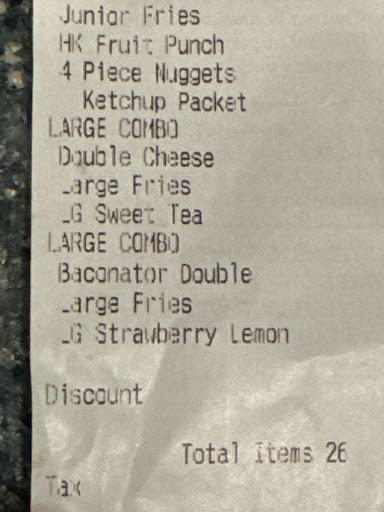 Junior Fries
HK Fruit Punch
4 Piece Nuggets
Ketchup Packet
LARGE COMBO
Double Cheese
Large Fries
LG Sweet Tea
LARGE COMBO
Baconator Double
Large Fries
LG Strawberry Lemon
Discount
Total Items 26
Tax